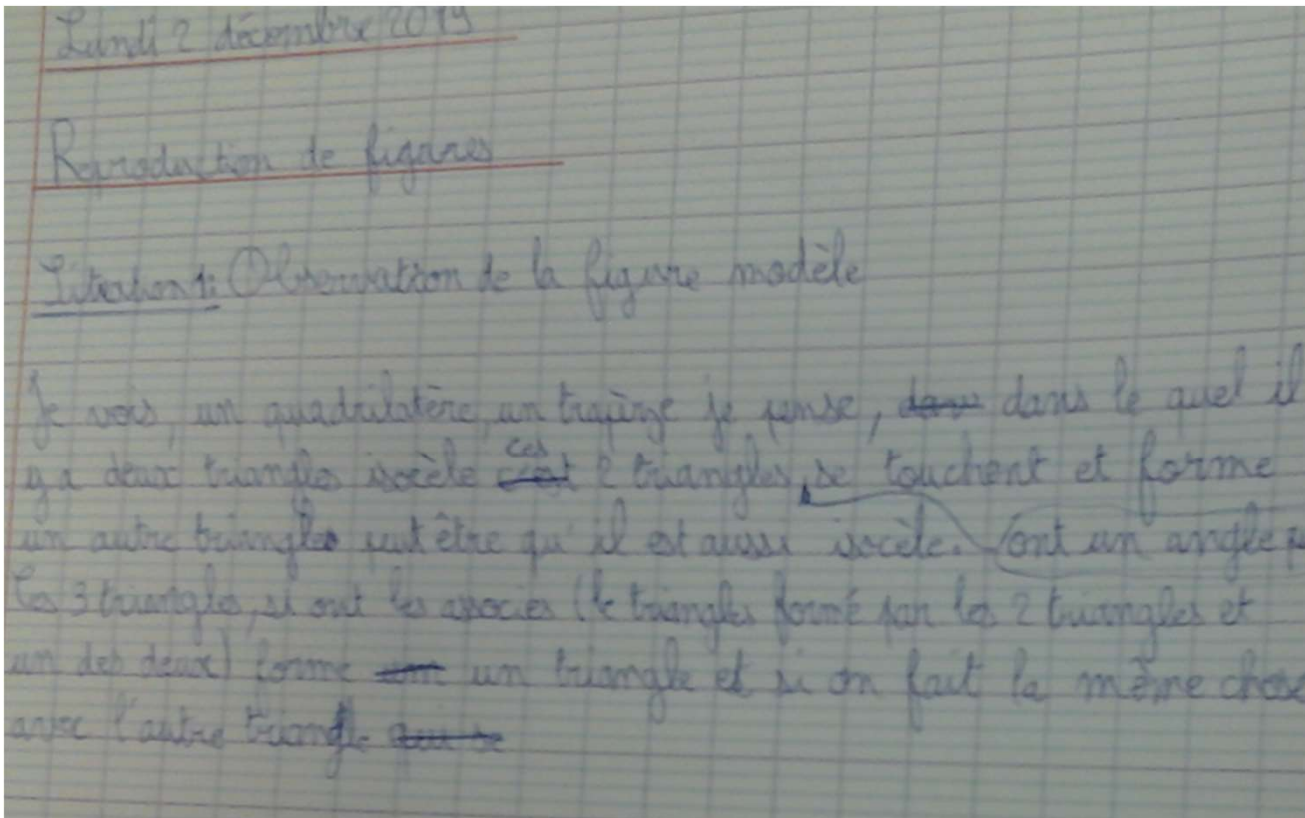 Lundi 2 décembre 2019
Reproduction de figures
Situation 1: Observation de la figure modèle
Je vois, un quadrilatère, un trapèze je pense, dans le quel il
y a deux triangles isocèle ces 2 triangles, se touchent et forme
un autre triangle peut être qu'il est aussi isocèle. ont un angle
Ces 3 triangles, si ont les associes (le triangles formé par les 2 triangles et
un des deux) forme un triangle et si on fait la même chose
avec l'autre triangle